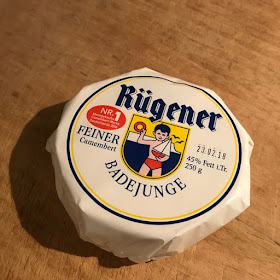 Rügener
NR. 1
FEINER
Camembert
23.02.18
45% Fett i.Tr.
250 g
BADEJUNGE